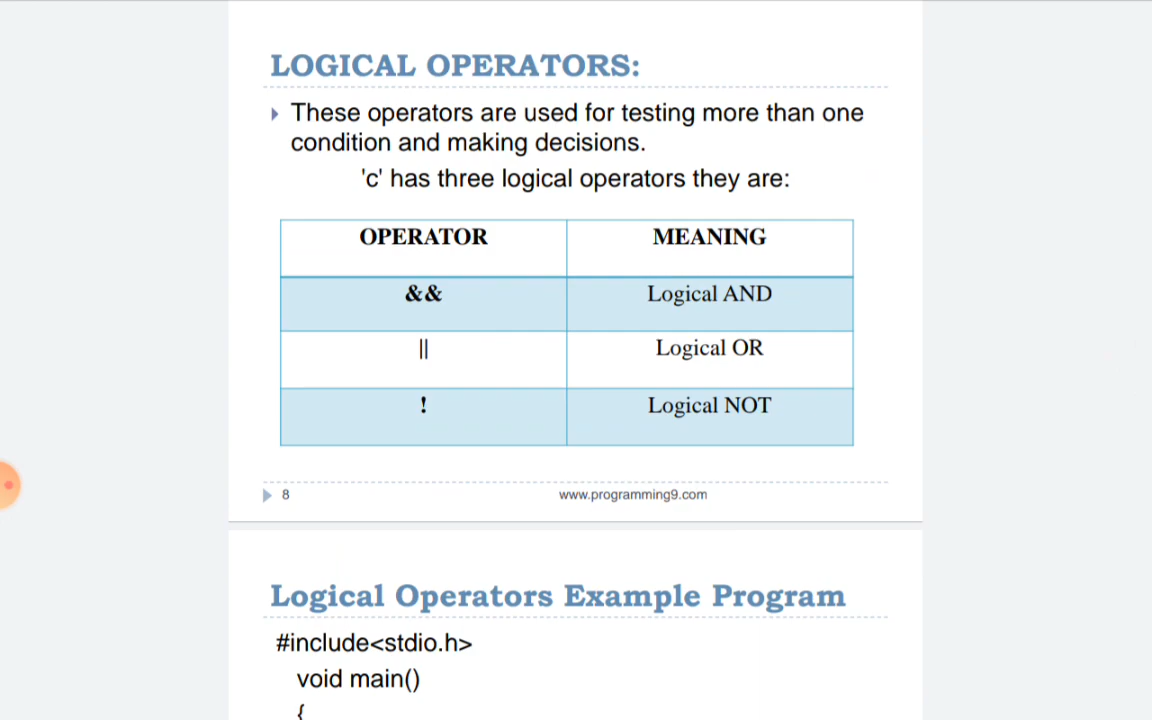 LOGICAL OPERATORS:
These operators are used for testing more than one
condition and making decisions.
'c' has three logical operators they are:
OPERATOR MEANING
&& Logical AND
|| Logical OR
! Logical NOT
8 www.programming9.com
Logical Operators Example Program
#include<stdio.h>
void main()
{